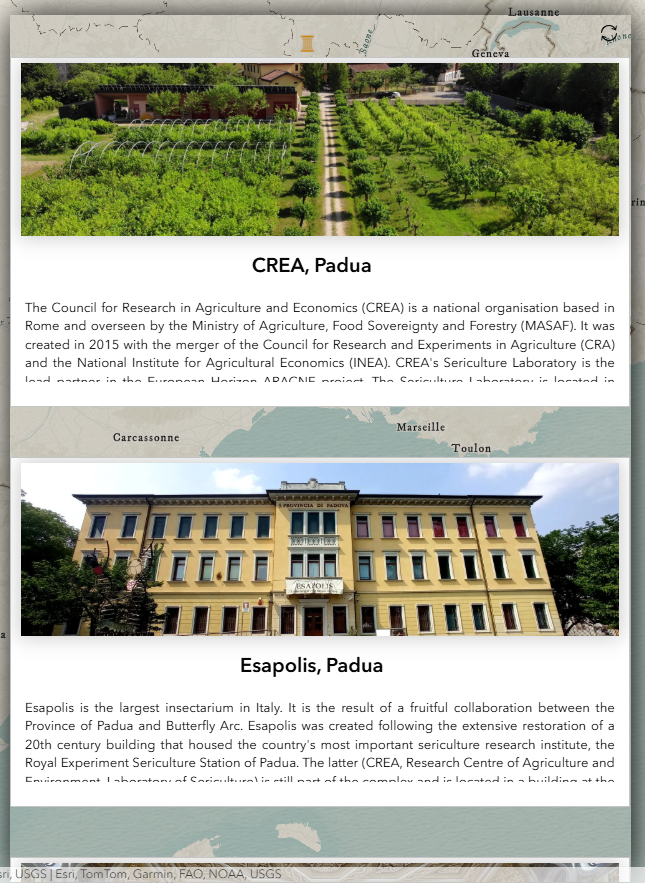 Lausanne
Saône
Rhone
Geneva
CREA, Padua
The Council for Research in Agriculture and Economics (CREA) is a national organisation based in
Rome and overseen by the Ministry of Agriculture, Food Sovereignty and Forestry (MASAF). It was
created in 2015 with the merger of the Council for Research and Experiments in Agriculture (CRA)
and the National Institute for Agricultural Economics (INEA). CREA's Sericulture Laboratory is the
lead partner in the European Horizon ARACNE project. The Sericulture Laboratory is located in
Carcassonne
Marseille
Toulon
PROVINCIA DI PADOVA
ESAPOLIS
Esapolis, Padua
Esapolis is the largest insectarium in Italy. It is the result of a fruitful collaboration between the
Province of Padua and Butterfly Arc. Esapolis was created following the extensive restoration of a
20th century building that housed the country's most important sericulture research institute, the
Royal Experiment Sericulture Station of Padua. The latter (CREA, Research Centre of Agriculture and
Environment, Laboratory of Sericulture) is still part of the complex and is located in a building at the
sri, USGS | Esri, TomTom, Garmin, FAO, NOAA, USGS